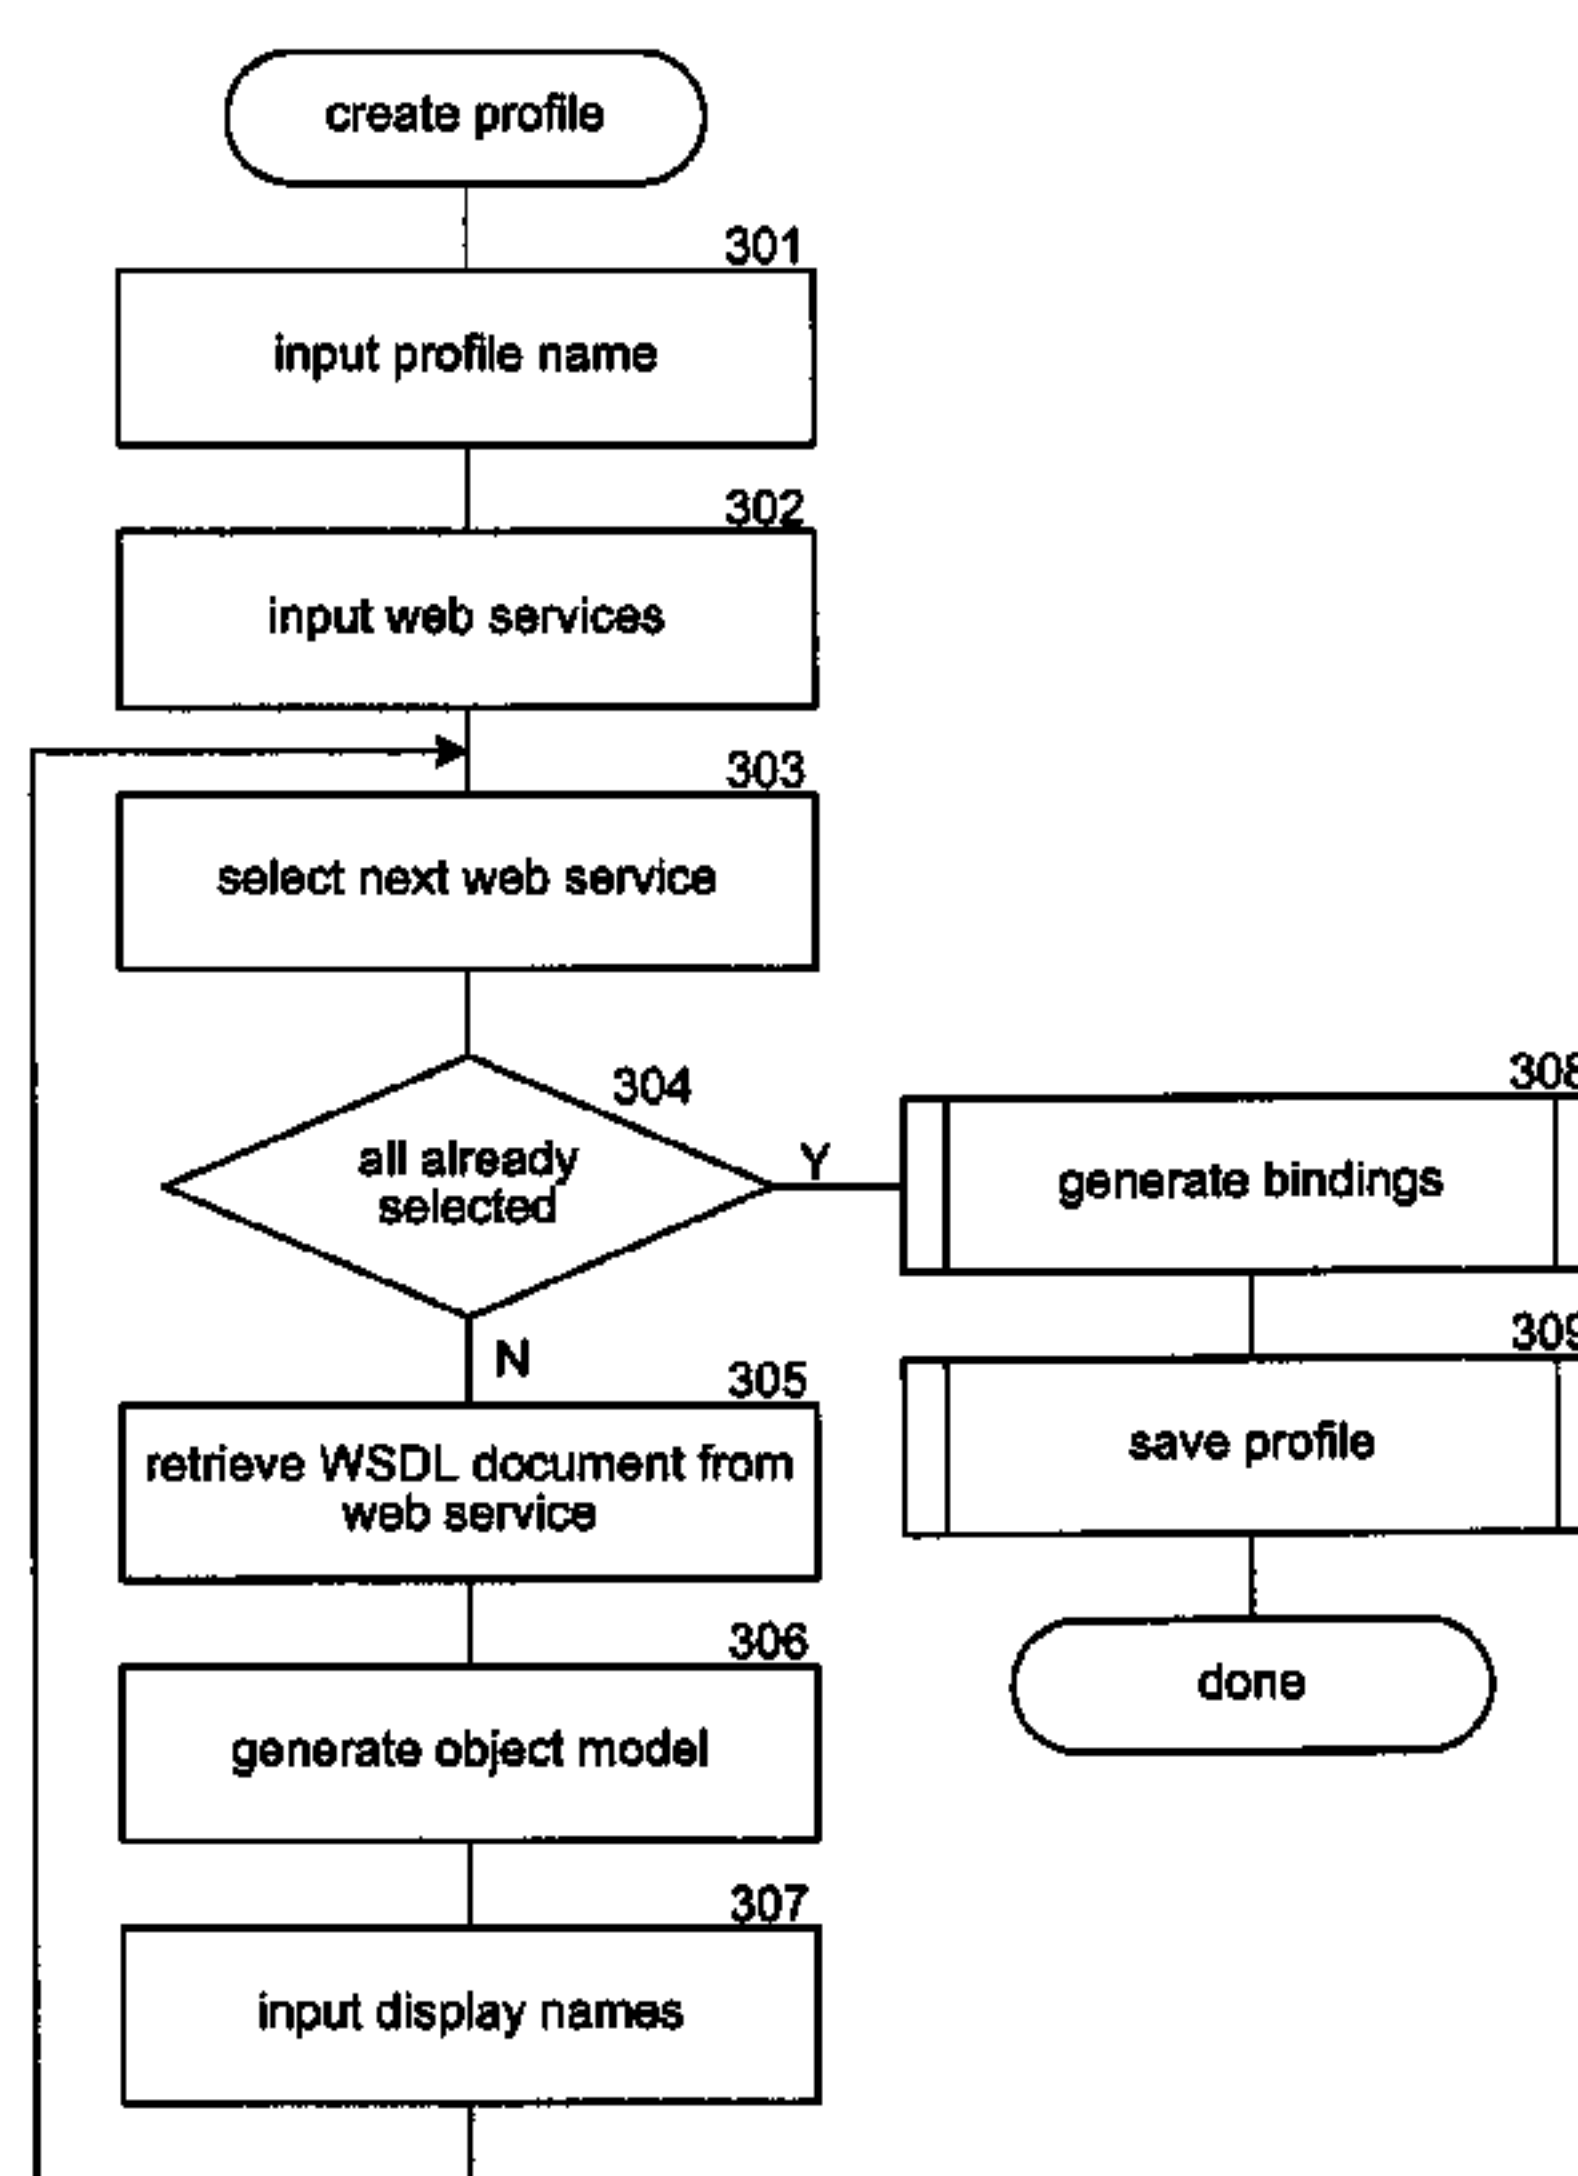 create profile
301
input profile name
302
input web services
303
select next web service
304
all already
selected
Y
N
308
generate bindings
309
save profile
done
305
retrieve WSDL document from
web service
306
generate object model
307
input display names